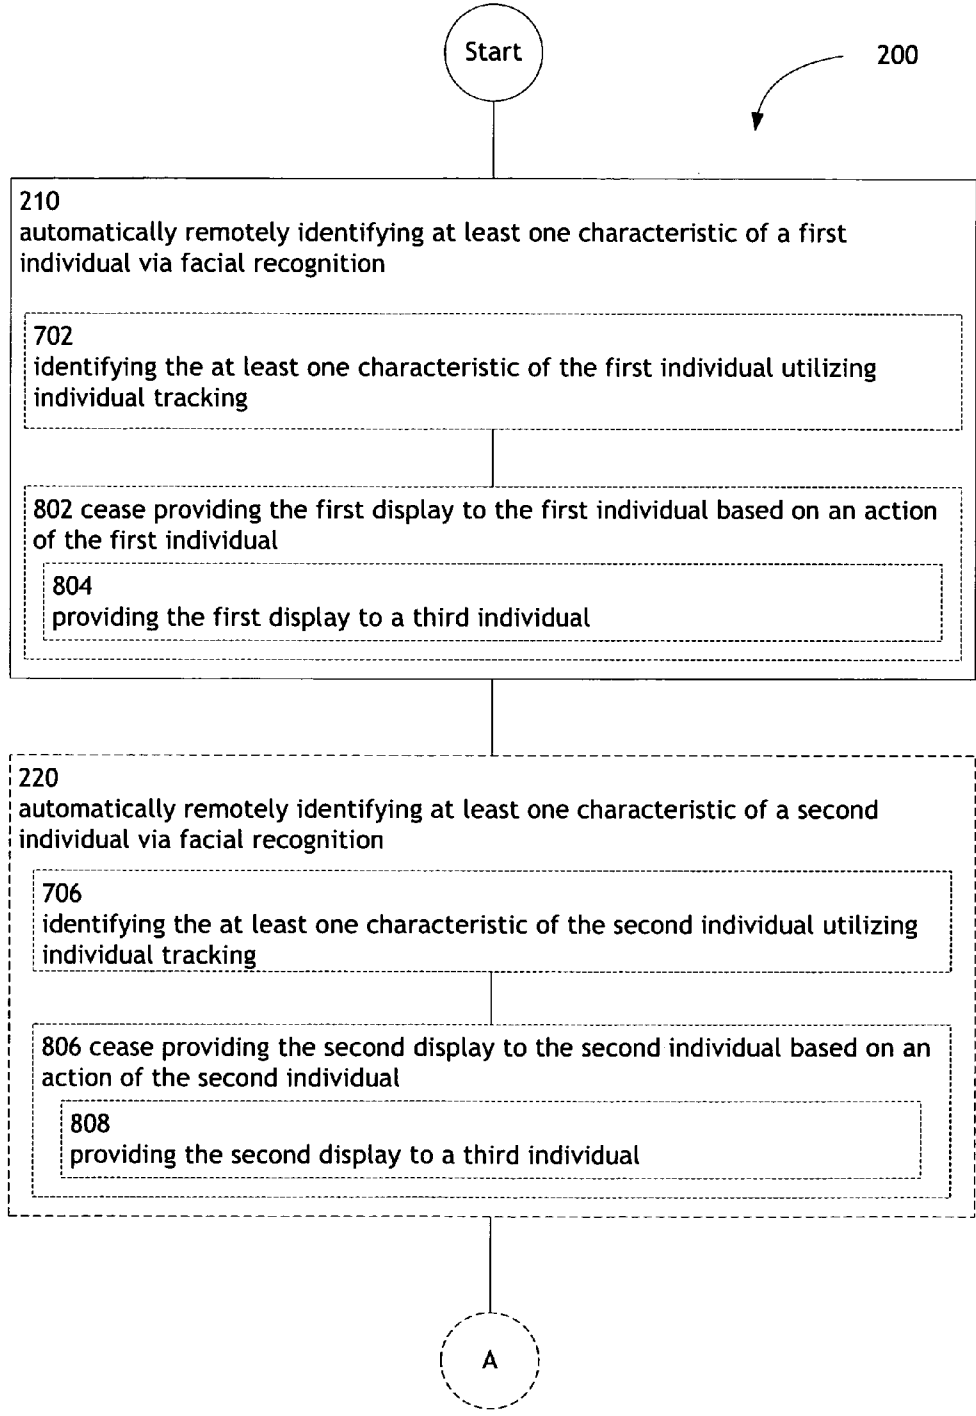 Start
200
210
automatically remotely identifying at least one characteristic of a first
individual via facial recognition
702
identifying the at least one characteristic of the first individual utilizing
individual tracking
802 cease providing the first display to the first individual based on an action
of the first individual
804
providing the first display to a third individual
220
automatically remotely identifying at least one characteristic of a second
individual via facial recognition
706
identifying the at least one characteristic of the second individual utilizing
individual tracking
806 cease providing the second display to the second individual based on an
action of the second individual
808
providing the second display to a third individual
A